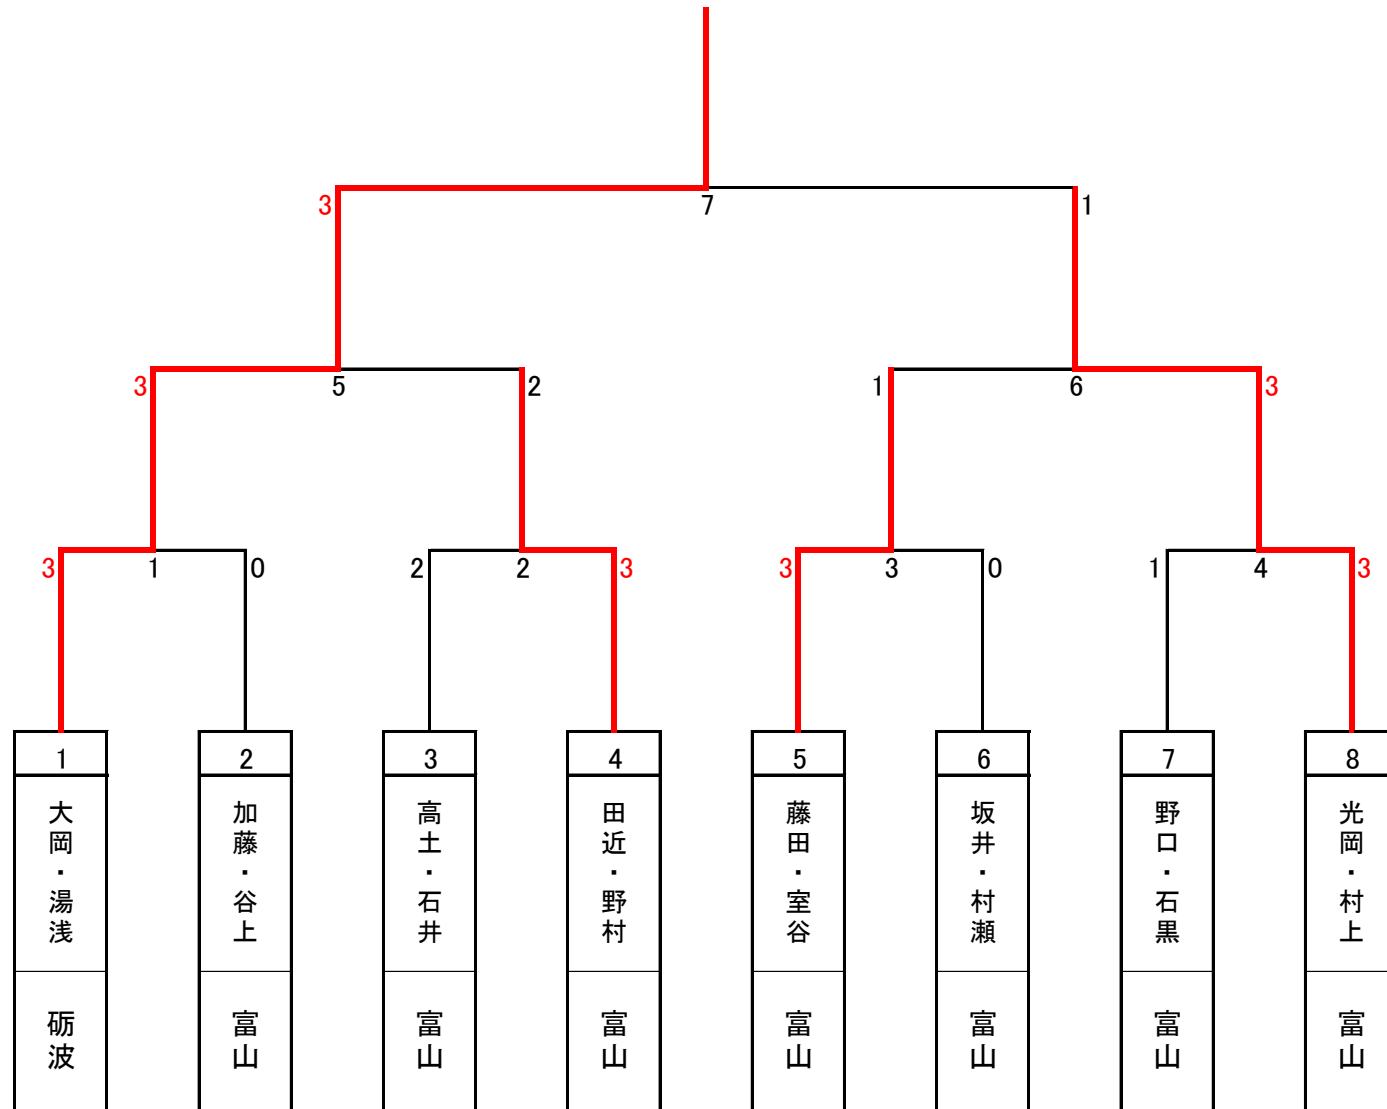 3 7 1
3 5 2 1 6 3
3 1 0 2 2 3 3 3 0 1 4 3
1 2 3 4 5 6 7 8
大岡・湯浅
加藤・谷上
高土・石井
田近・野村
藤田・室谷
坂井・村瀬
野口・石黒
光岡・村上
砺波
富山
富山
富山
富山
富山
富山
富山